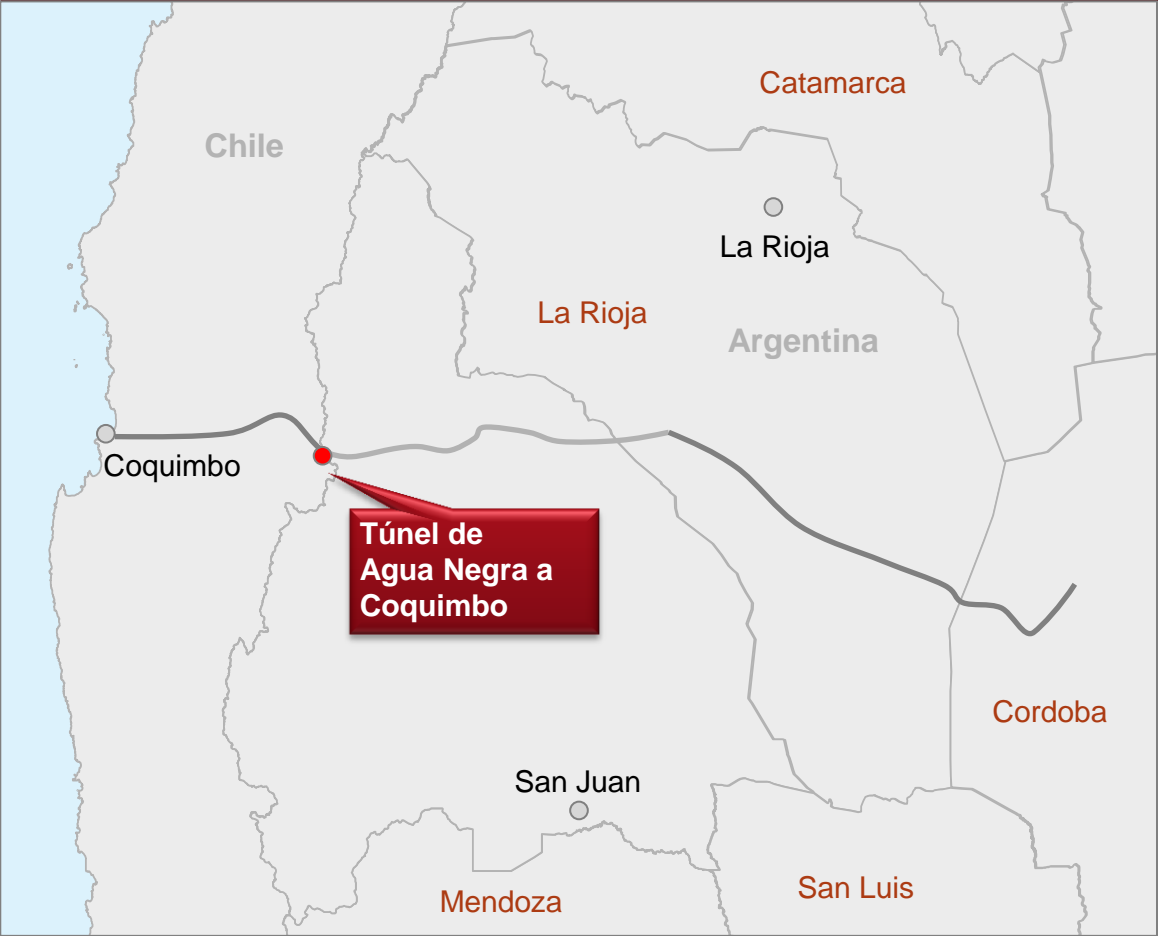 Catamarca
Chile
La Rioja
La Rioja
Argentina
Coquimbo
Túnel de
Agua Negra a
Coquimbo
Cordoba
San Juan
San Luis
Mendoza